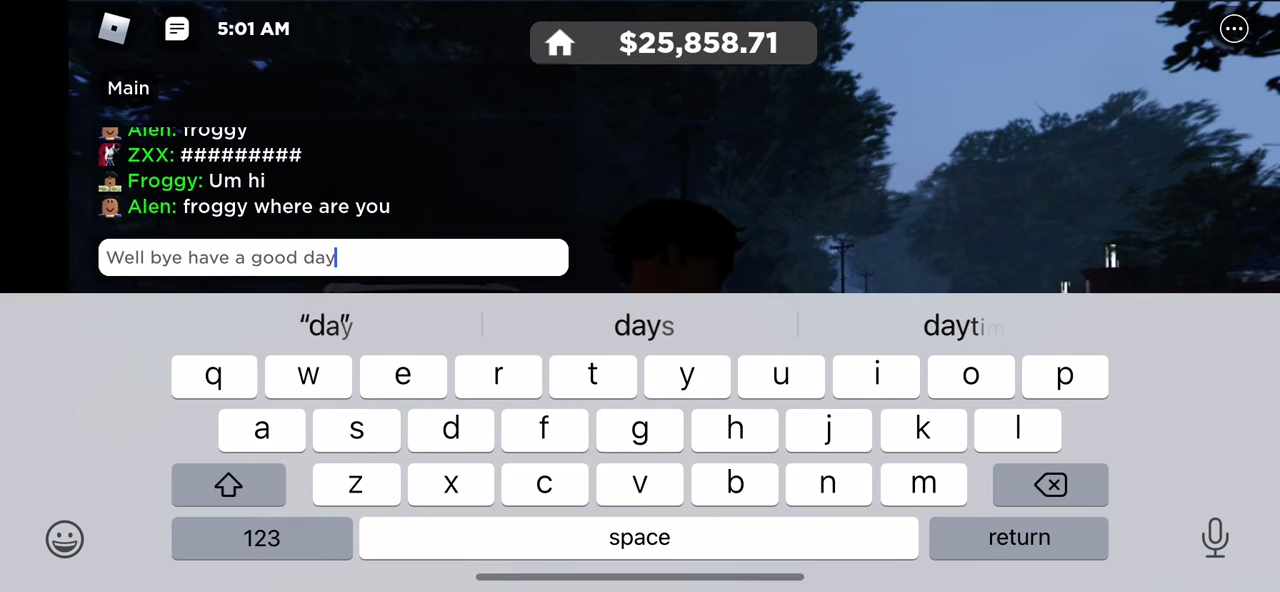 5:01 AM
$25,858.71
Main
Alen: froggy
ZXX: #########
Froggy: Um hi
Alen: froggy where are you
Well bye have a good day
“day”
days
daytim
q w e r t y u i o p
a s d f g h j k l
z x c v b n m
123 space return